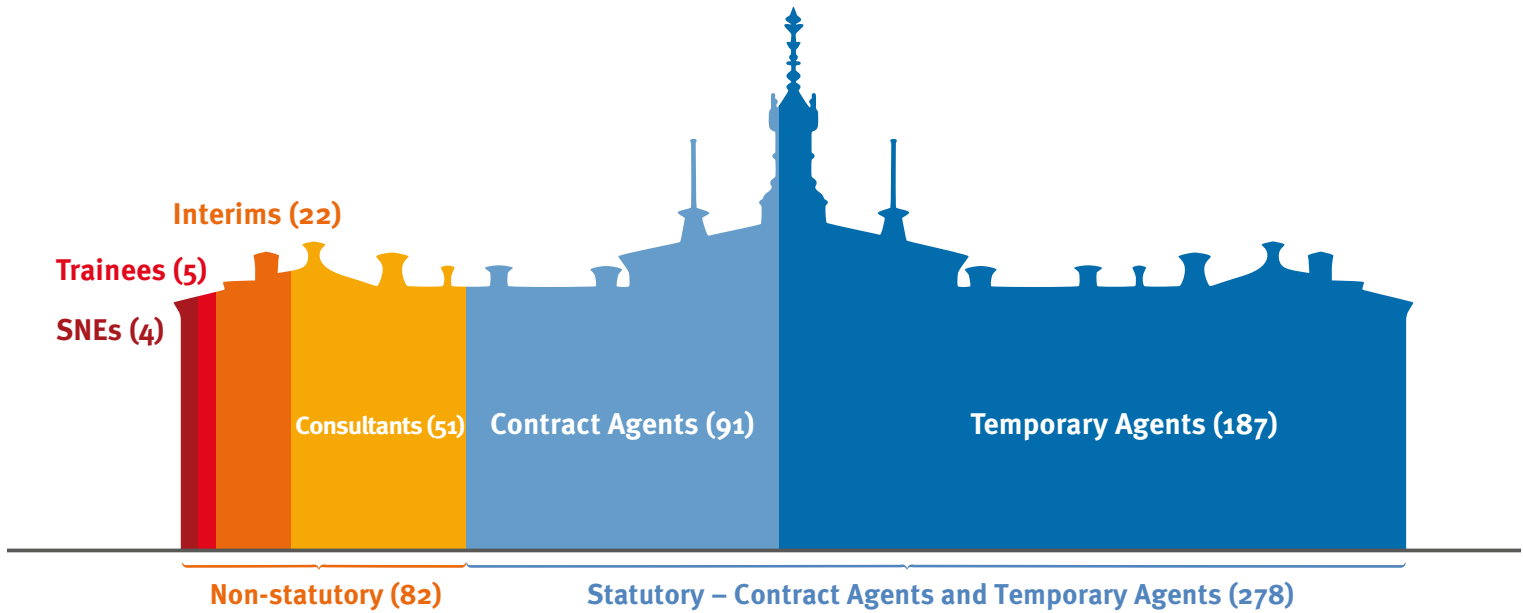 Interims (22)
Trainees (5)
SNEs (4)
Consultants (51)
Contract Agents (91)
Temporary Agents (187)
Non-statutory (82)
Statutory – Contract Agents and Temporary Agents (278)